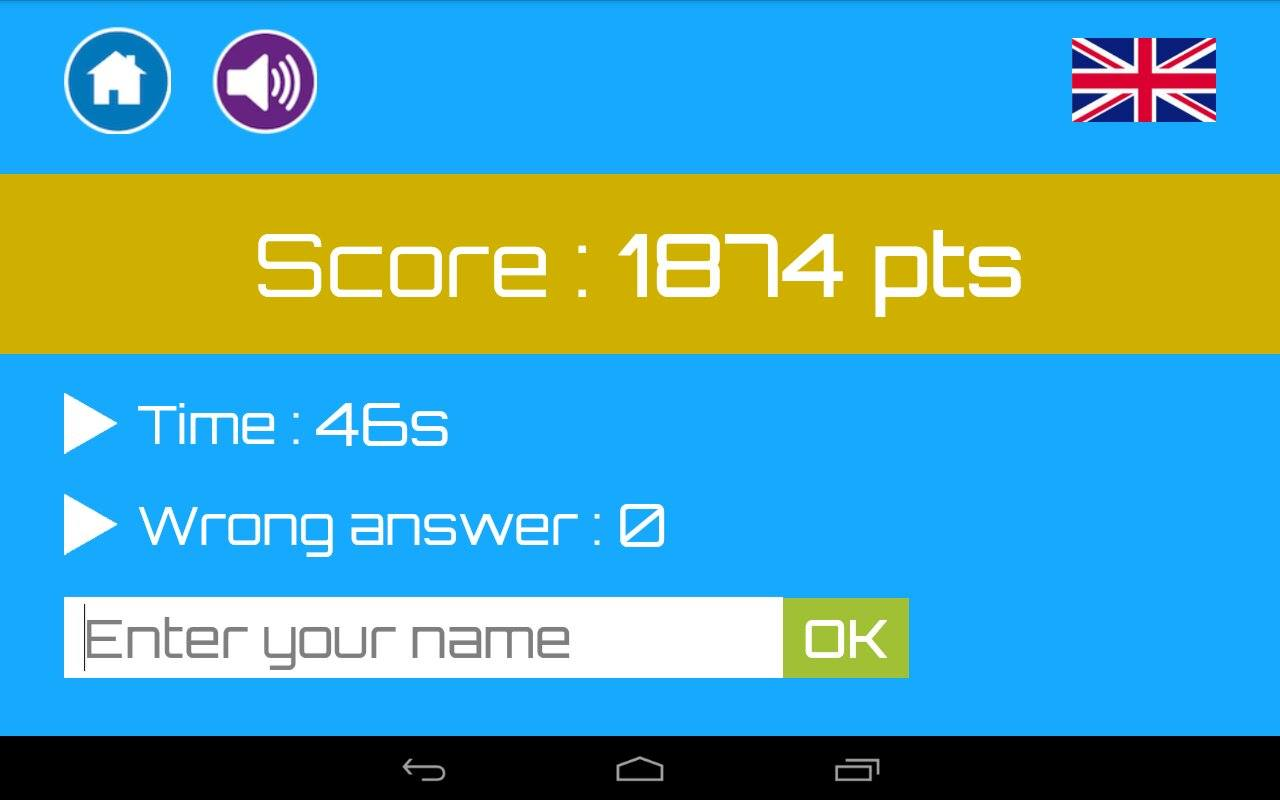 Score : 1874 pts
Time : 46s
Wrong answer : 0
Enter your name
OK